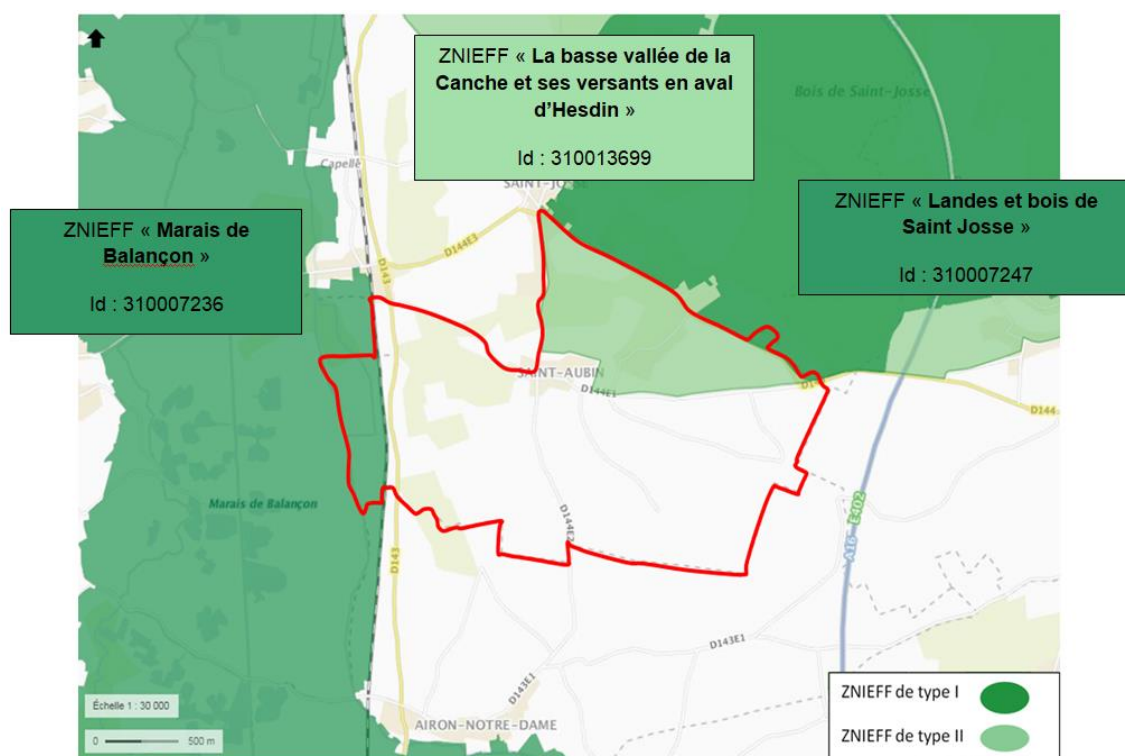 ZNIEFF « La basse vallée de la
Canche et ses versants en aval
d’Hesdin »
Id : 310013699
Bois de Saint-Josse
Capelle
SAINT-JOSSE
ZNIEFF « Landes et bois de
Saint Josse »
Id : 310007247
ZNIEFF « Marais de
Balançon »
Id : 310007236
D144E3
D143
SAINT-AUBIN
D144E1
D144
Marais de Balançon
D144E2
E402
A16
D143
D143E1
D143E1
AIRON-NOTRE-DAME
Échelle 1 : 30 000
0
500 m
ZNIEFF de type I
ZNIEFF de type II